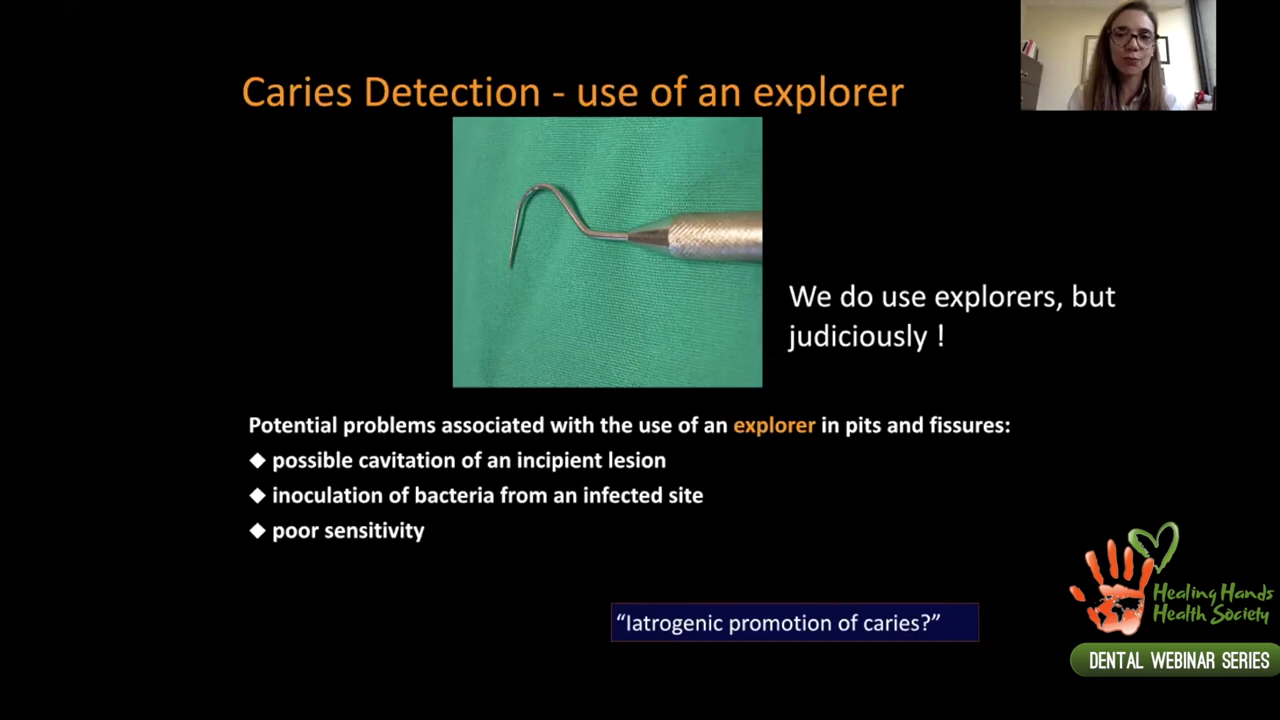 Caries Detection - use of an explorer
We do use explorers, but
judiciously !
Potential problems associated with the use of an explorer in pits and fissures:
◆ possible cavitation of an incipient lesion
◆ inoculation of bacteria from an infected site
◆ poor sensitivity
“Iatrogenic promotion of caries?”
Healing Hands
Health Society
DENTAL WEBINAR SERIES